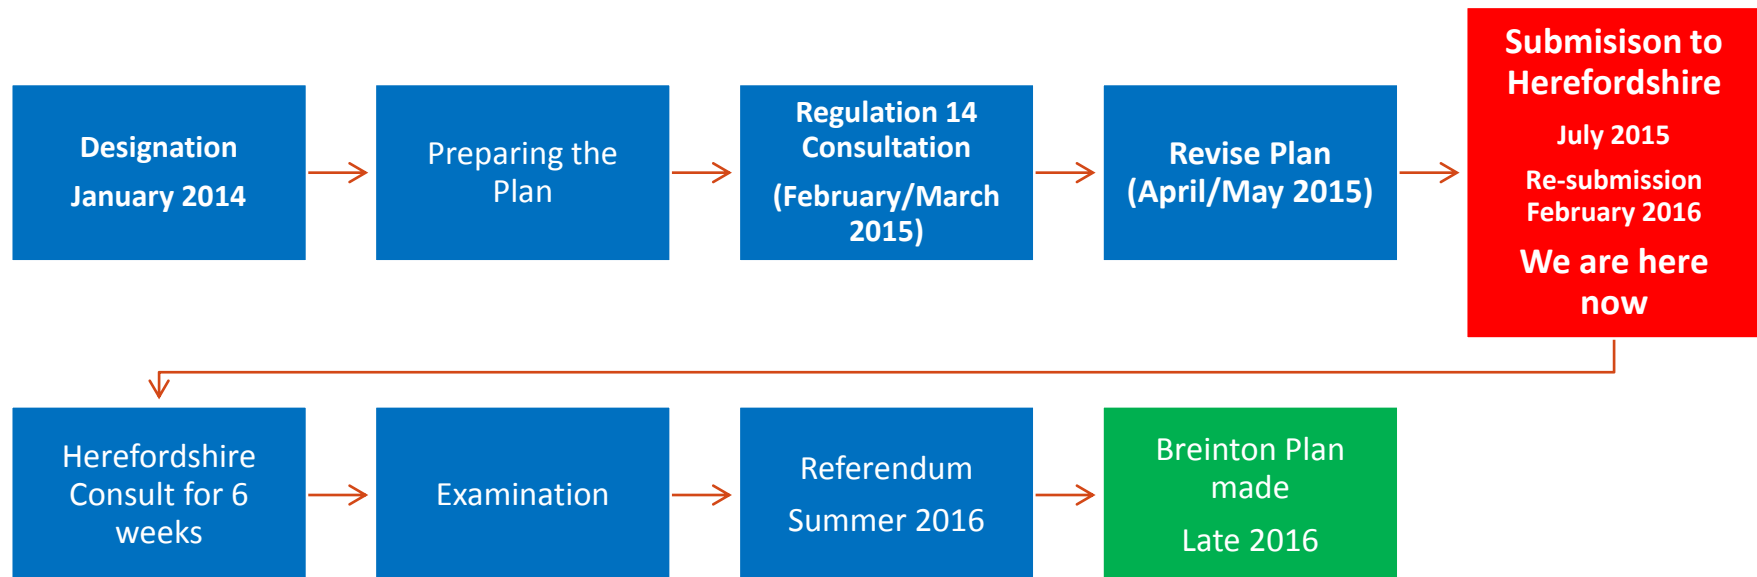 Designation
January 2014
Preparing the
Plan
Regulation 14
Consultation
(February/March
2015)
Revise Plan
(April/May 2015)
Submisison to
Herefordshire
July 2015
Re-submission
February 2016
We are here
now
Herefordshire
Consult for 6
weeks
Examination
Referendum
Summer 2016
Breinton Plan
made
Late 2016